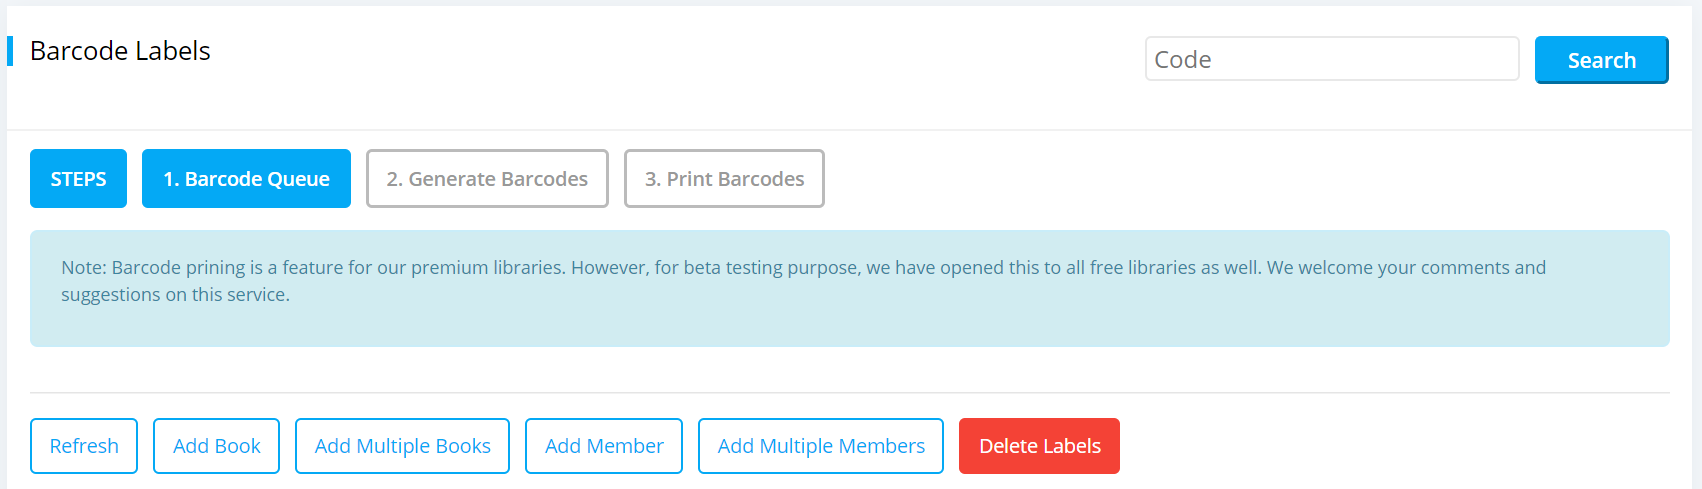 Barcode Labels
Code
Search
STEPS
1. Barcode Queue
2. Generate Barcodes
3. Print Barcodes
Note: Barcode prining is a feature for our premium libraries. However, for beta testing purpose, we have opened this to all free libraries as well. We welcome your comments and
suggestions on this service.
Refresh
Add Book
Add Multiple Books
Add Member
Add Multiple Members
Delete Labels